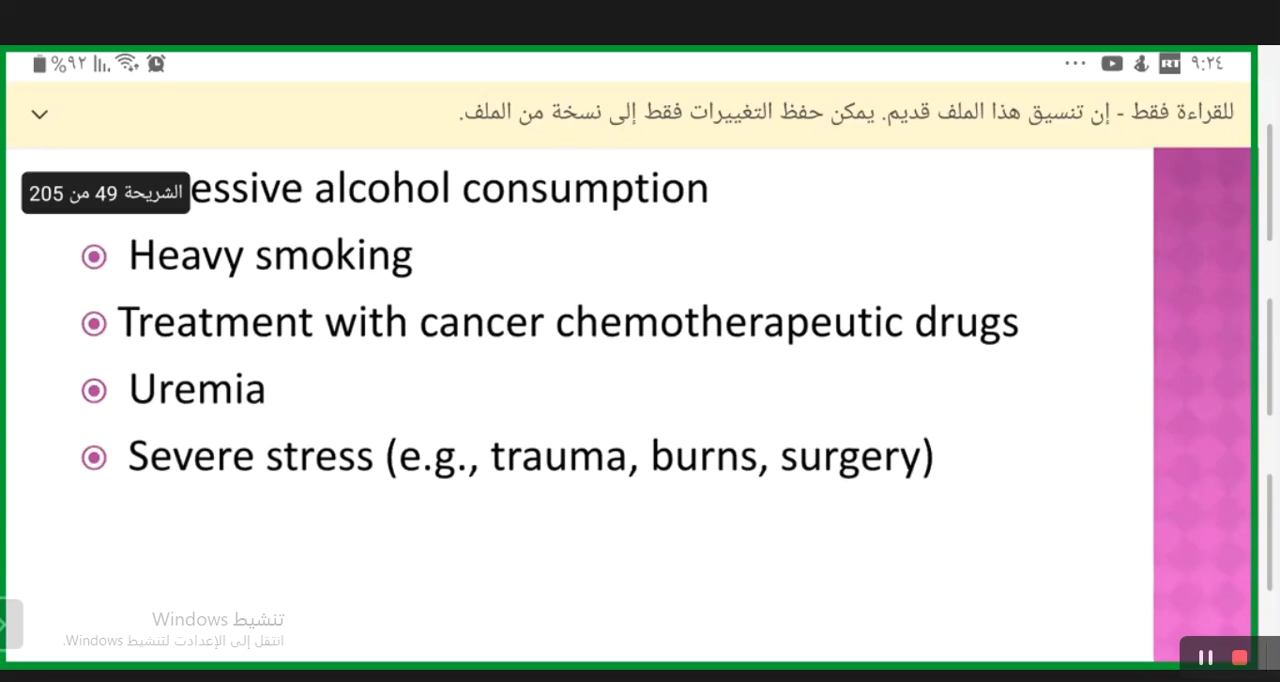 ٩:٢٤ RT ... %٩٢
للقراءة فقط - إن تنسيق هذا الملف قديم. يمكن حفظ التغييرات فقط إلى نسخة من الملف.
الشريحة 49 من 205
essive alcohol consumption
Heavy smoking
Treatment with cancer chemotherapeutic drugs
Uremia
Severe stress (e.g., trauma, burns, surgery)
تنشيط Windows
انتقل إلى الإعدادت لتنشيط Windows.